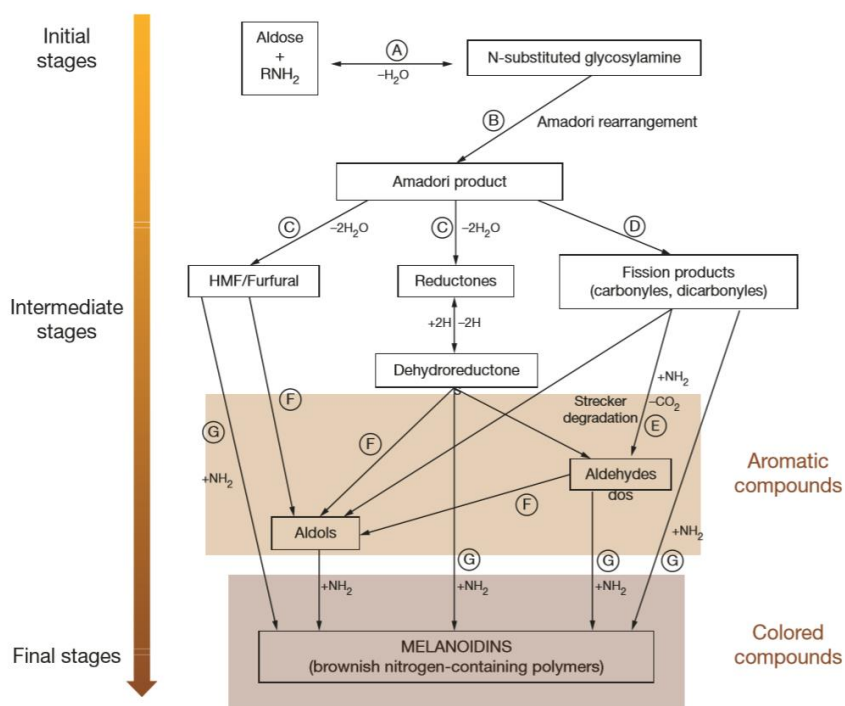 Initial
stages
Aldose
+
RNH2
A
–H2O
N-substituted glycosylamine
B
Amadori rearrangement
Amadori product
C
–2H2O
C
–2H2O
D
HMF/Furfural
Reductones
Fission products
(carbonyles, dicarbonyles)
Intermediate
stages
+2H
–2H
Dehydroreductone
+NH2
Strecker
degradation
–CO2
E
F
F
G
+NH2
Aldehydes
dos
Aromatic
compounds
F
Aldols
+NH2
G
+NH2
G
+NH2
+NH2
G
Final stages
MELANOIDINS
(brownish nitrogen-containing polymers)
Colored
compounds